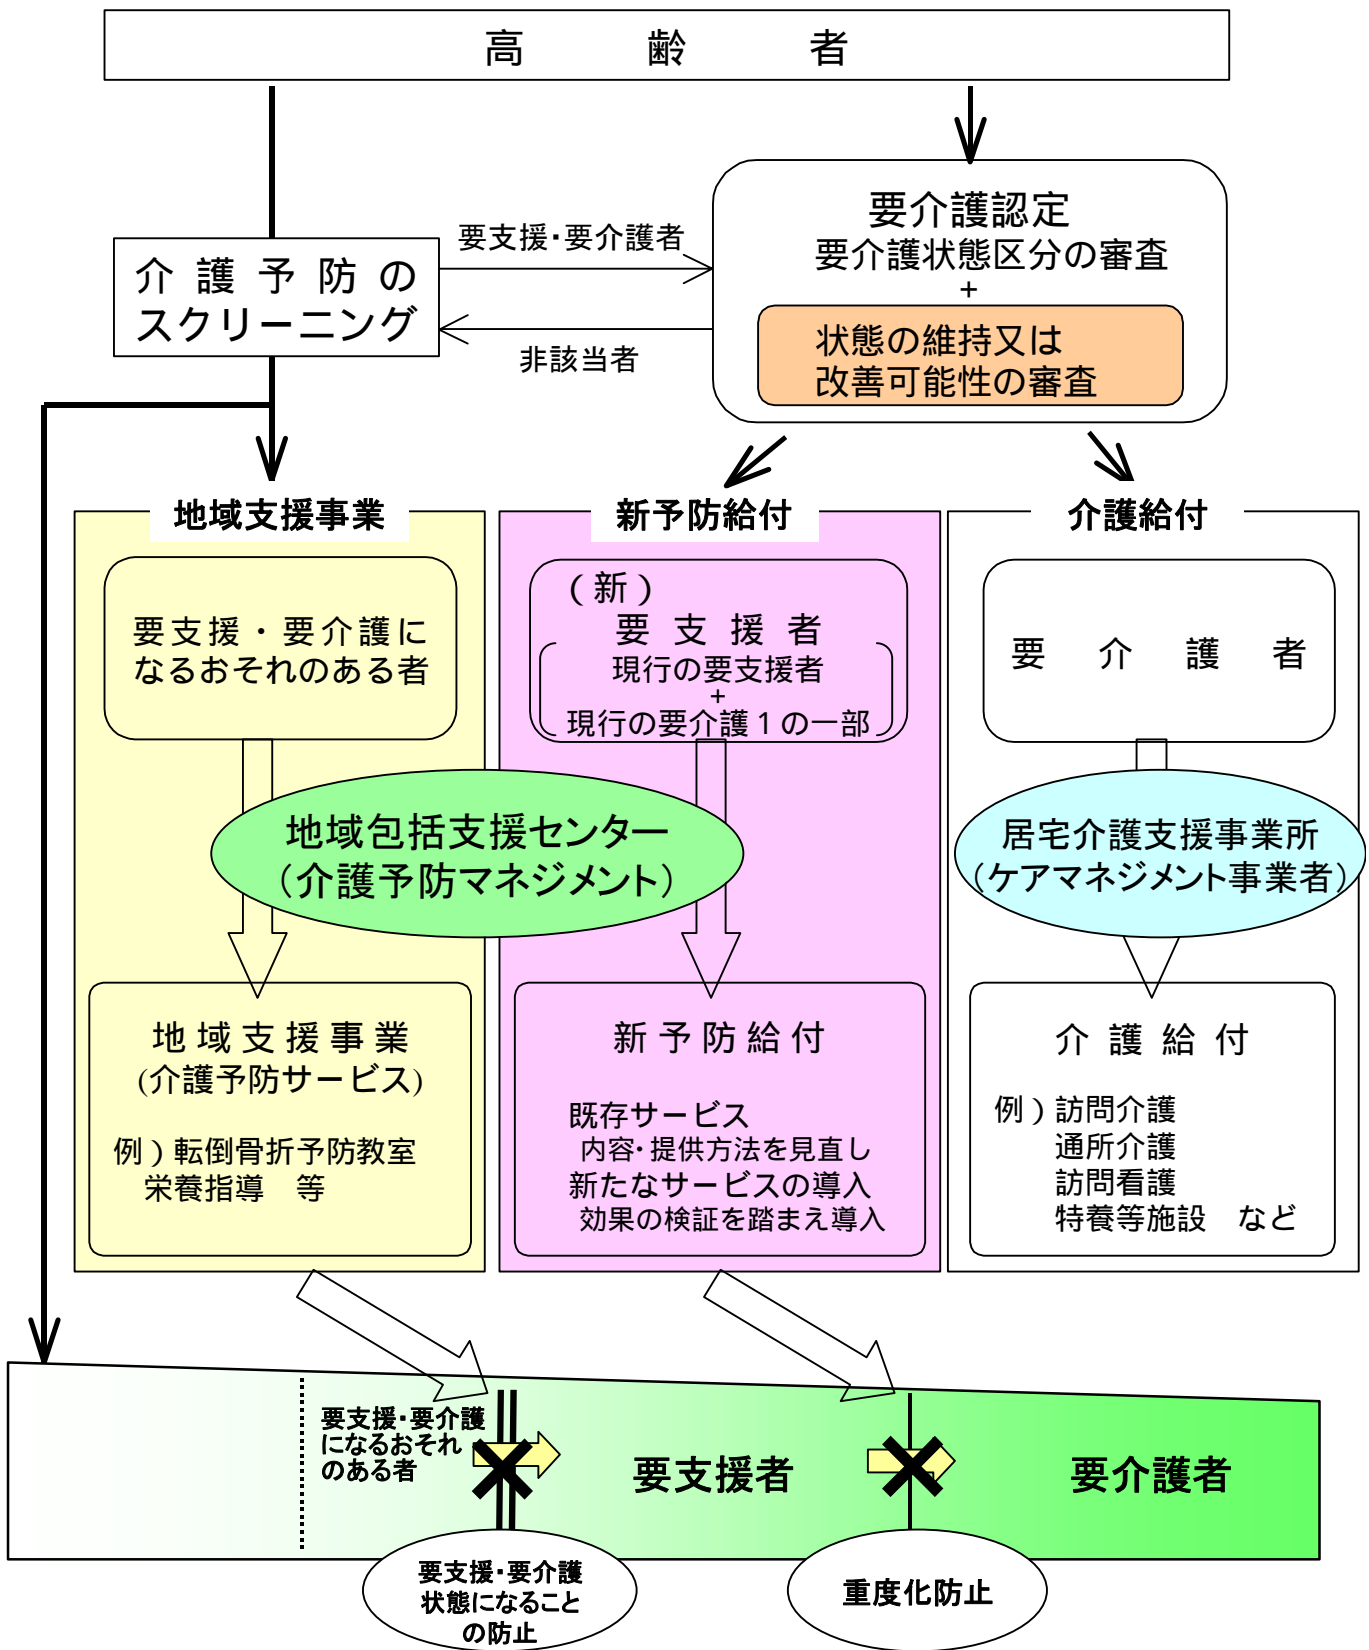 高齢者
要介護認定
要介護状態区分の審査
+
状態の維持又は
改善可能性の審査
要支援・要介護者
介護予防の
スクリーニング
非該当者
地域支援事業
要支援・要介護に
なるおそれのある者
新予防給付
（新）
要支援者
現行の要支援者
+
現行の要介護１の一部
介護給付
要介護者
地域包括支援センター
（介護予防マネジメント）
居宅介護支援事業所
（ケアマネジメント事業者）
地域支援事業
(介護予防サービス)
例）転倒骨折予防教室
栄養指導　等
新予防給付
既存サービス
内容・提供方法を見直し
新たなサービスの導入
効果の検証を踏まえ導入
介護給付
例）訪問介護
通所介護
訪問看護
特養等施設　など
要支援・要介護
になるおそれ
のある者
要支援者
要介護者
要支援・要介護
状態になること
の防止
重度化防止